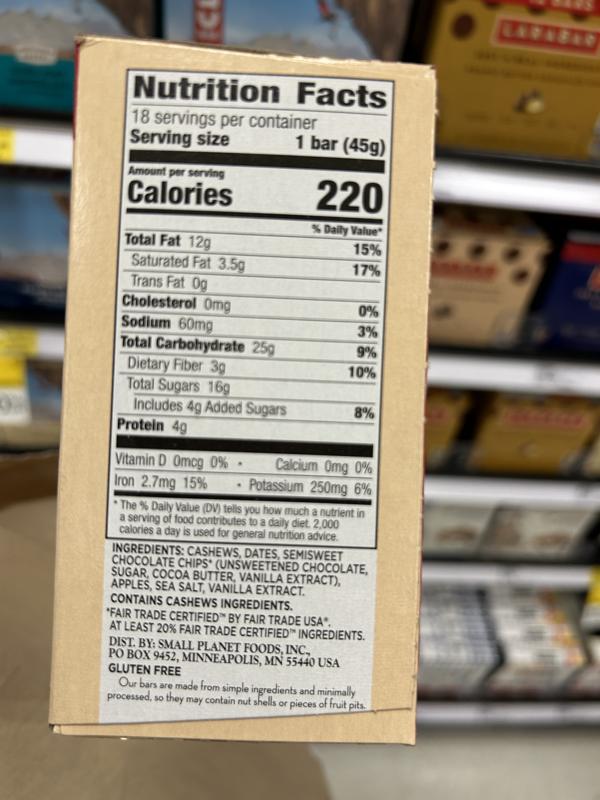 LÄRABAR
Nutrition Facts
18 servings per container
Serving size 1 bar (45g)
Amount per serving
Calories 220
% Daily Value*
Total Fat 12g 15%
Saturated Fat 3.5g 17%
Trans Fat 0g
Cholesterol 0mg 0%
Sodium 60mg 3%
Total Carbohydrate 25g 9%
Dietary Fiber 3g 10%
Total Sugars 16g
Includes 4g Added Sugars 8%
Protein 4g
Vitamin D 0mcg 0% • Calcium 0mg 0%
Iron 2.7mg 15% • Potassium 250mg 6%
* The % Daily Value (DV) tells you how much a nutrient in
a serving of food contributes to a daily diet. 2,000
calories a day is used for general nutrition advice.
INGREDIENTS: CASHEWS, DATES, SEMISWEET
CHOCOLATE CHIPS* (UNSWEETENED CHOCOLATE,
SUGAR, COCOA BUTTER, VANILLA EXTRACT),
APPLES, SEA SALT, VANILLA EXTRACT.
CONTAINS CASHEWS INGREDIENTS.
*FAIR TRADE CERTIFIED™ BY FAIR TRADE USA®.
AT LEAST 20% FAIR TRADE CERTIFIED™ INGREDIENTS.
DIST. BY: SMALL PLANET FOODS, INC.,
PO BOX 9452, MINNEAPOLIS, MN 55440 USA
GLUTEN FREE
Our bars are made from simple ingredients and minimally
processed, so they may contain nut shells or pieces of fruit pits.